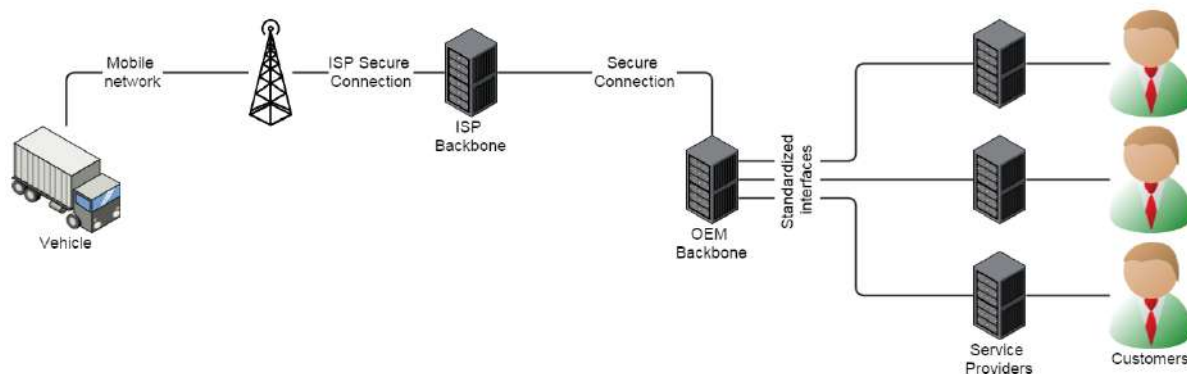 Mobile
network
ISP Secure
Connection
Secure
Connection
ISP
Backbone
Vehicle
OEM
Backbone
Standardized
interfaces
Service
Providers
Customers